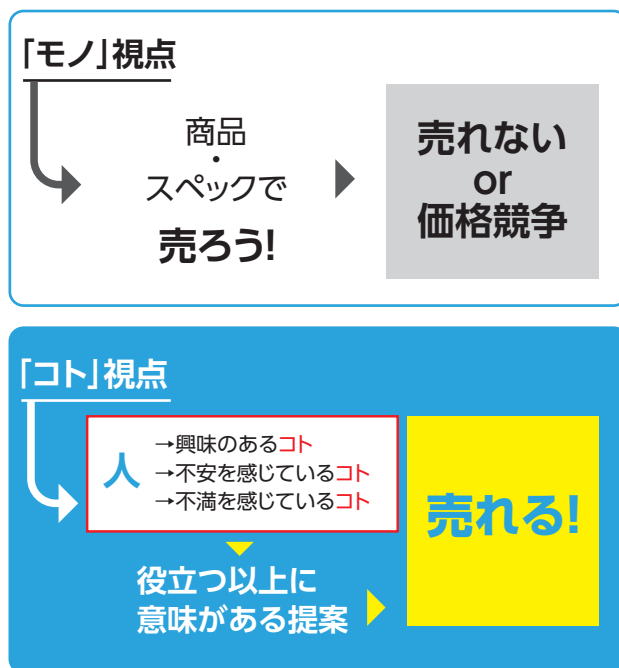 「モノ」視点
商品
・
スペックで
売ろう!
売れない
or
価格競争
「コト」視点
人
→興味のあるコト
→不安を感じているコト
→不満を感じているコト
役立つ以上に
意味がある提案
売れる!